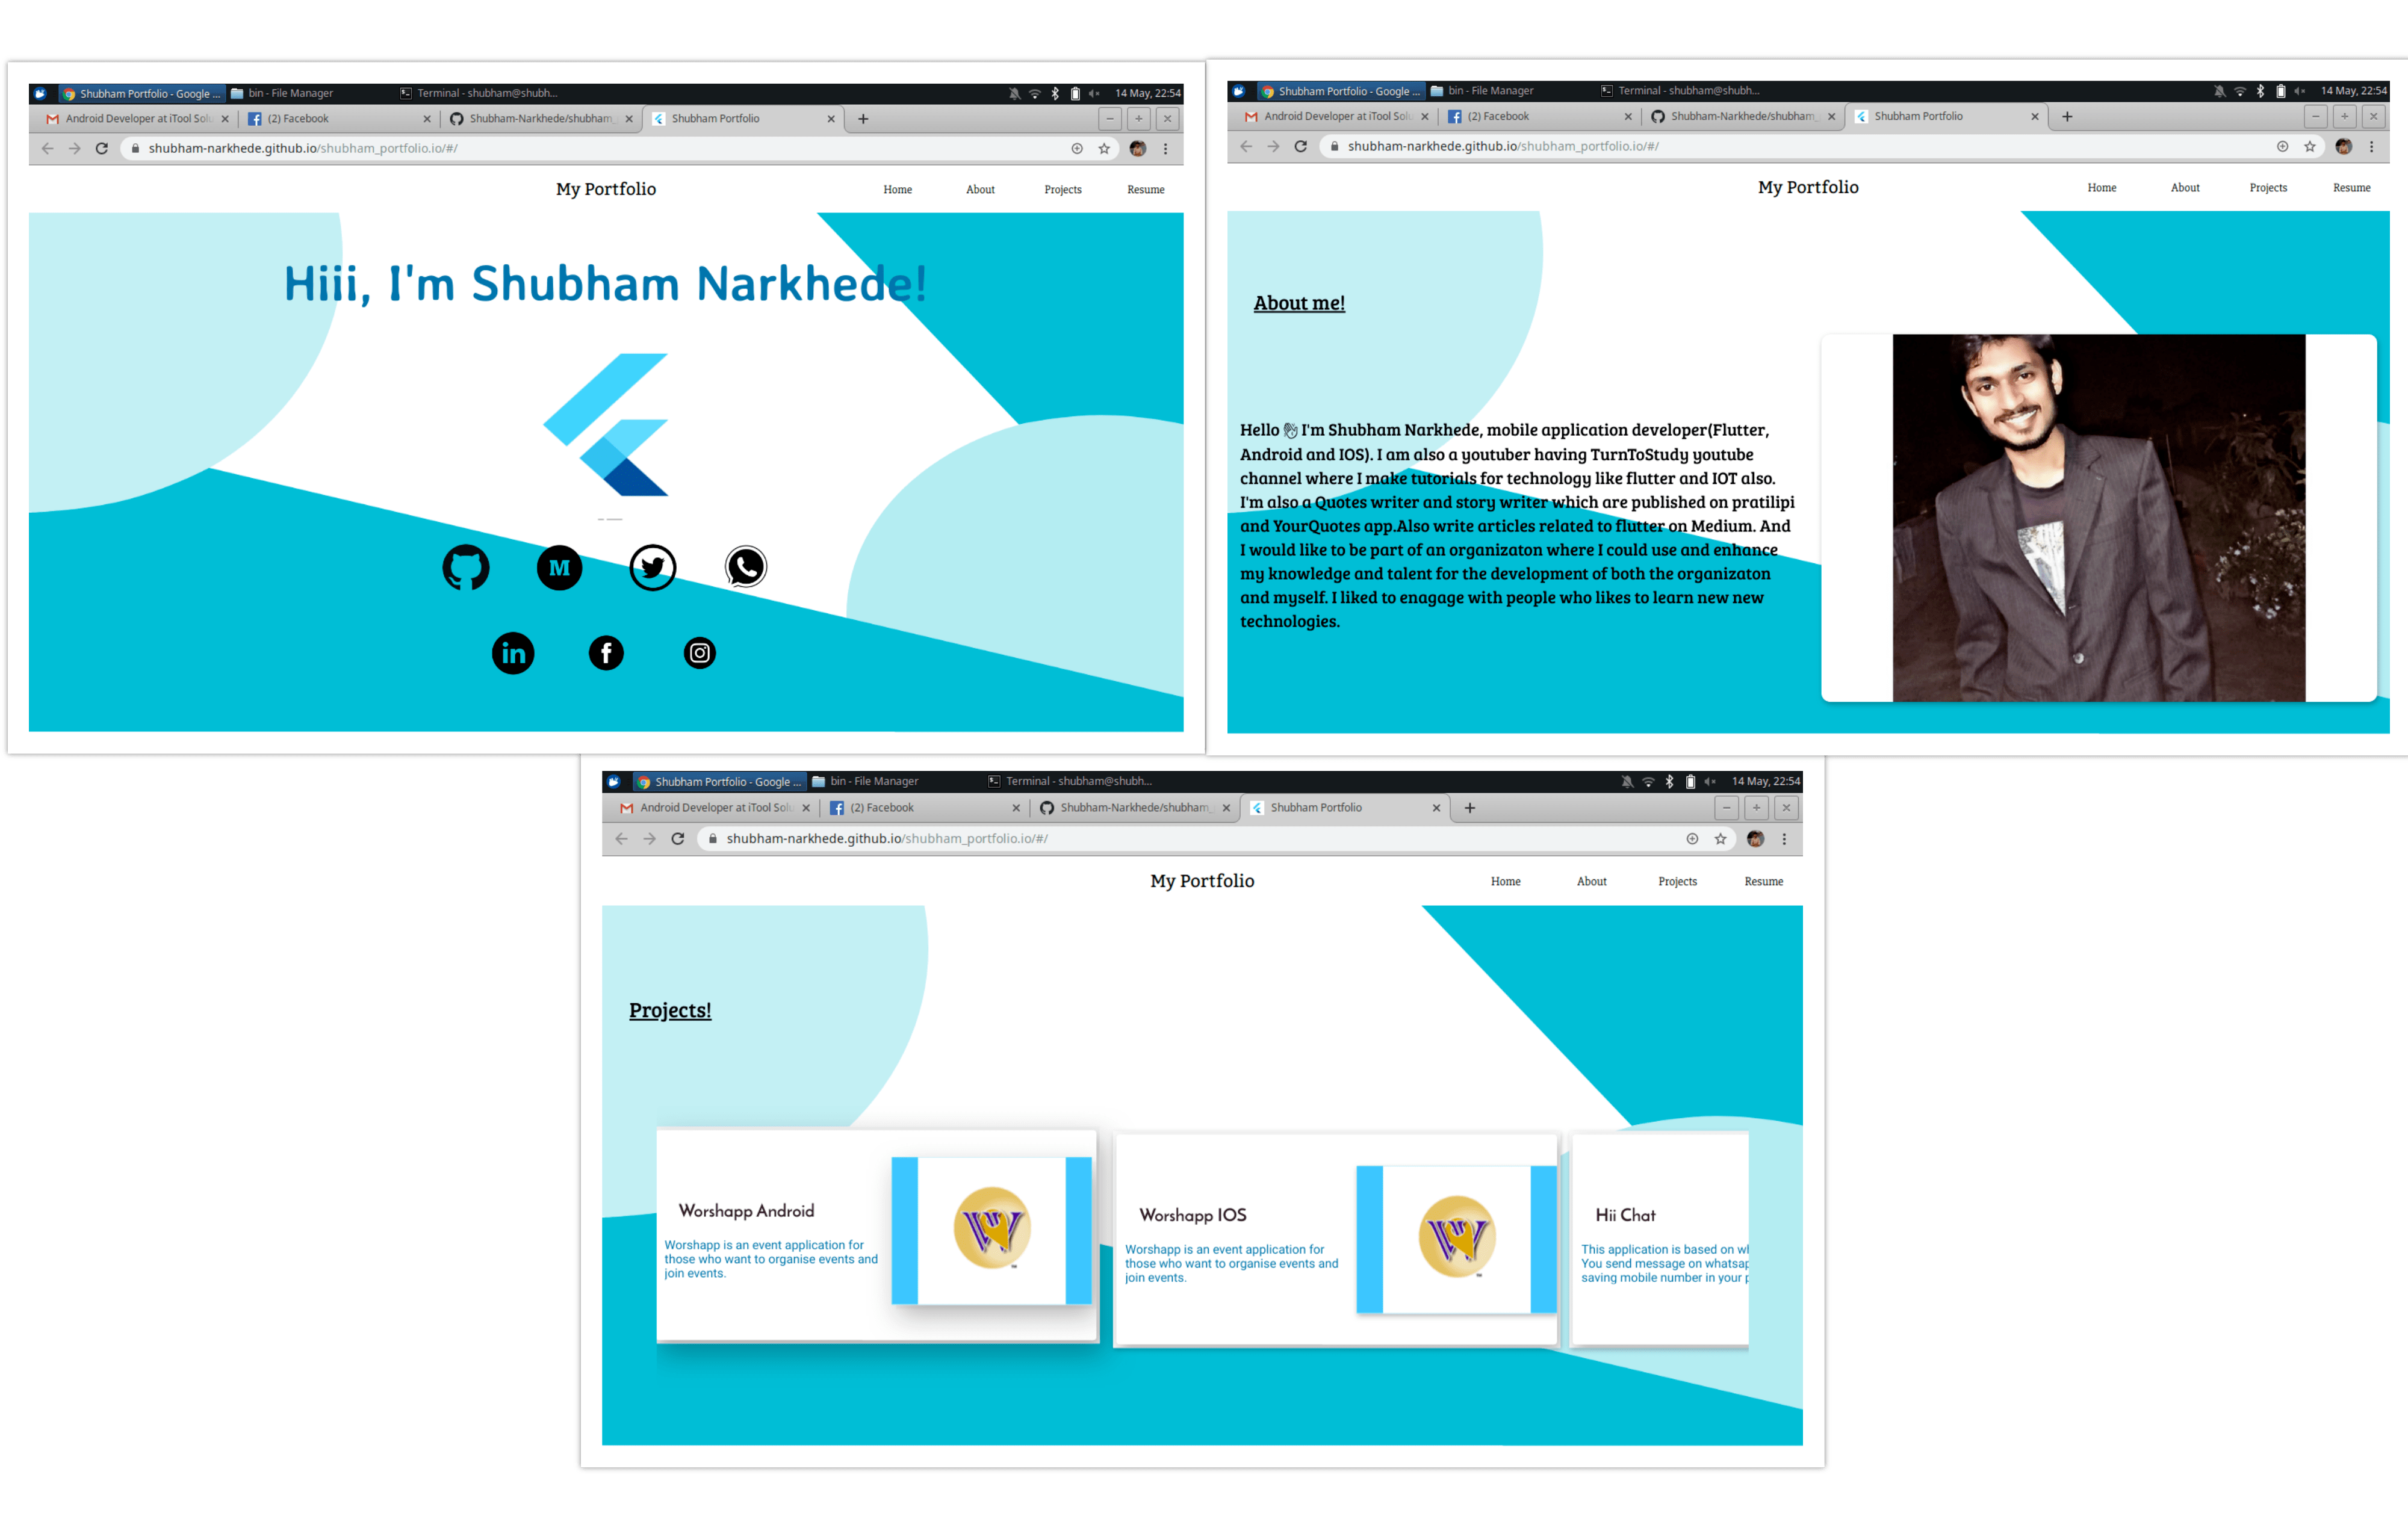 Shubham Portfolio - Google ... bin - File Manager Terminal - shubham@shubh... 14 May, 22:54
Android Developer at iTool Solu (2) Facebook Shubham-Narkhede/shubham_ Shubham Portfolio
shubham-narkhede.github.io/shubham_portfolio.io/#/
My Portfolio Home About Projects Resume
Hiii, I'm Shubham Narkhede!
M
in f
Shubham Portfolio - Google ... bin - File Manager Terminal - shubham@shubh... 14 May, 22:54
Android Developer at iTool Solu (2) Facebook Shubham-Narkhede/shubham_ Shubham Portfolio
shubham-narkhede.github.io/shubham_portfolio.io/#/
My Portfolio Home About Projects Resume
About me!
Hello 👋 I'm Shubham Narkhede, mobile application developer(Flutter,
Android and IOS). I am also a youtuber having TurnToStudy youtube
channel where I make tutorials for technology like flutter and IOT also.
I'm also a Quotes writer and story writer which are published on pratilipi
and YourQuotes app.Also write articles related to flutter on Medium. And
I would like to be part of an organizaton where I could use and enhance
my knowledge and talent for the development of both the organizaton
and myself. I liked to enagage with people who likes to learn new new
technologies.
Shubham Portfolio - Google ... bin - File Manager Terminal - shubham@shubh... 14 May, 22:54
Android Developer at iTool Solu (2) Facebook Shubham-Narkhede/shubham_ Shubham Portfolio
shubham-narkhede.github.io/shubham_portfolio.io/#/
My Portfolio Home About Projects Resume
Projects!
Worshapp Android
Worshapp is an event application for
those who want to organise events and
join events.
W
Worshapp IOS
Worshapp is an event application for
those who want to organise events and
join events.
W
Hii Chat
This application is based on wh
You send message on whatsap
saving mobile number in your p